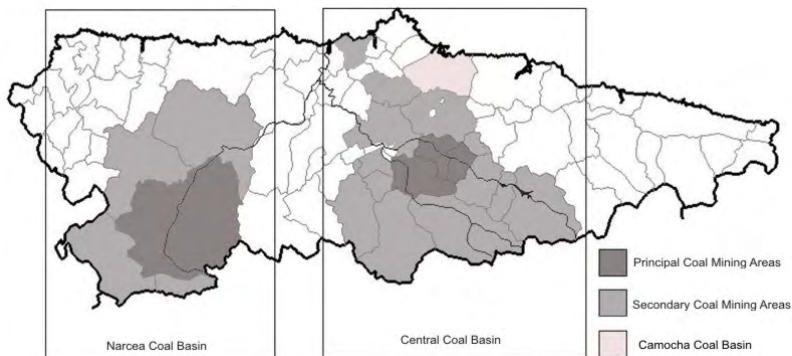 Principal Coal Mining Areas
Secondary Coal Mining Areas
Camocha Coal Basin
Narcea Coal Basin
Central Coal Basin